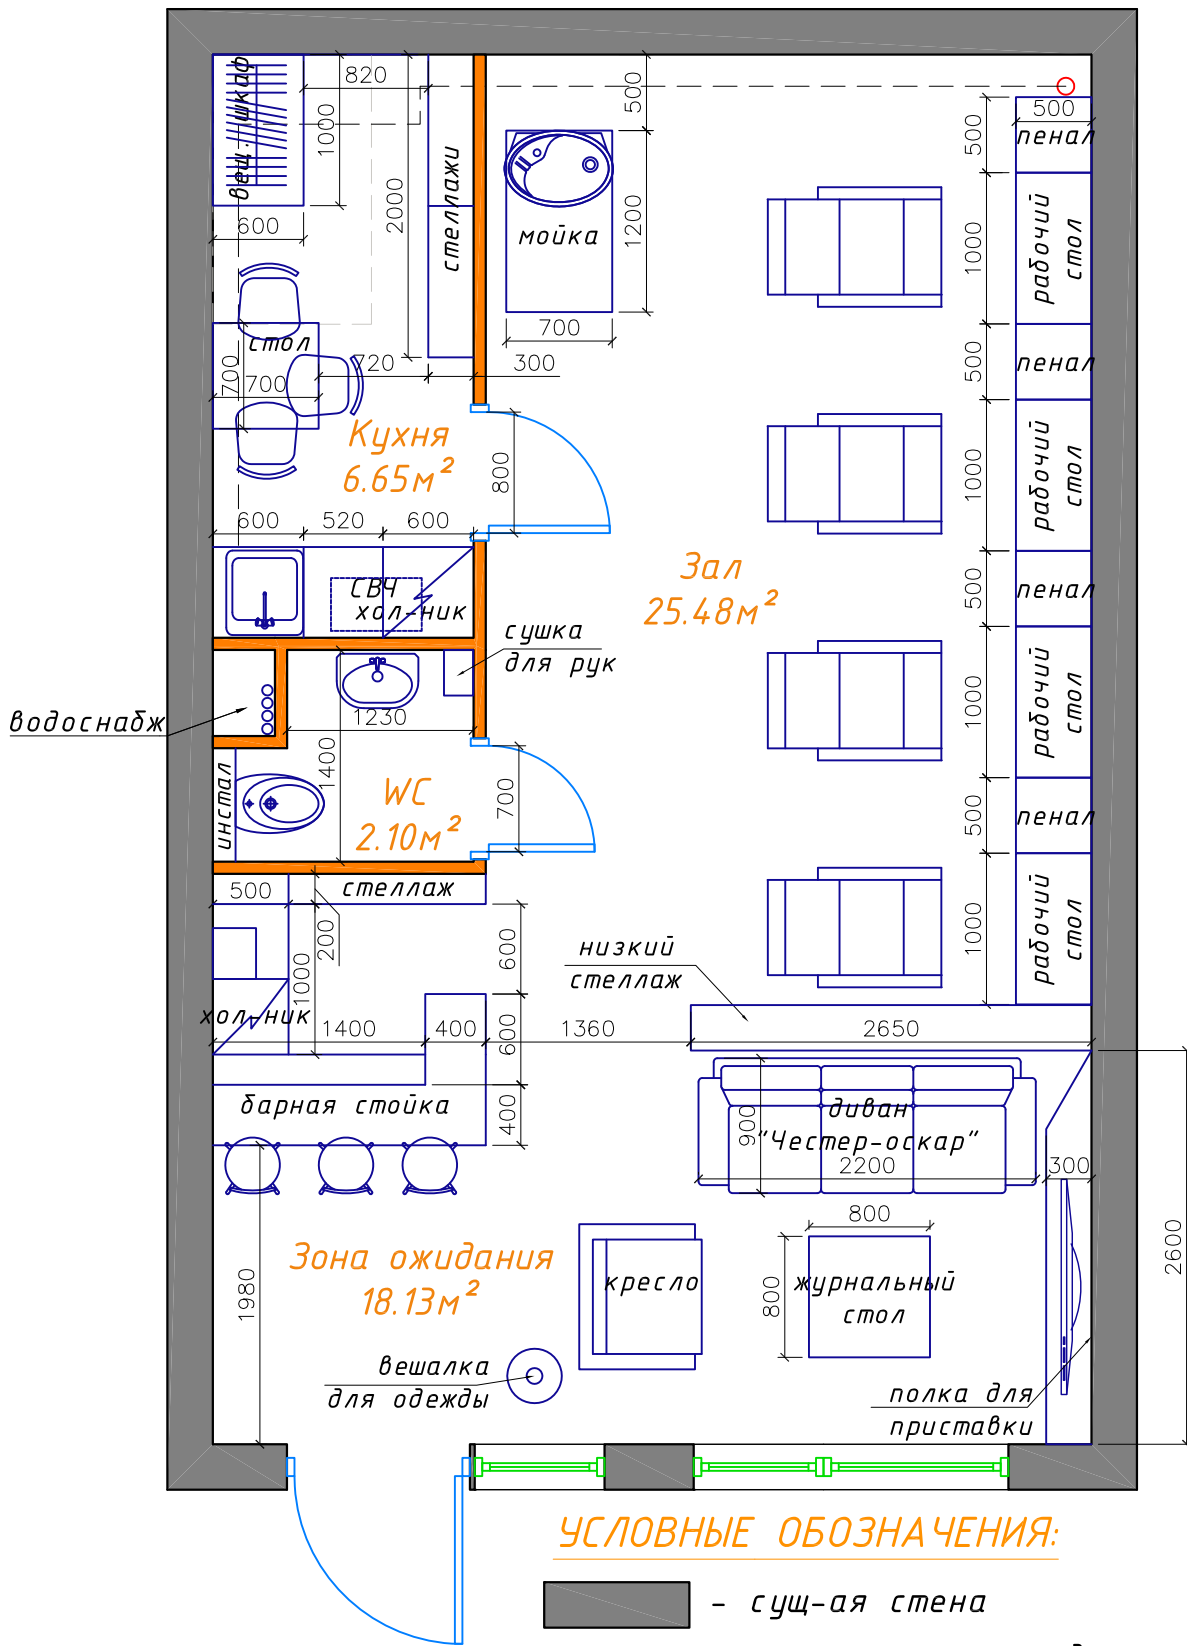 вещ. шкаф
820
1000
2000
600
стеллажи
500
1200
мойка
700
500
пенал
500
рабочий
стол
1000
стол
700
700
720
300
пенал
500
Кухня
6.65м²
800
рабочий
стол
1000
600
520
600
СВЧ
хол-ник
Зал
25.48м²
пенал
500
сушка
для рук
водоснабж
1230
1400
рабочий
стол
1000
инстал
WC
2.10м²
700
пенал
500
500
стеллаж
200
1000
600
рабочий
стол
1000
низкий
стеллаж
хол-ник
1400
400
1360
2650
600
барная стойка
400
900
диван
"Честер-оскар"
2200
300
2600
1980
Зона ожидания
18.13м²
кресло
800
800
журнальный
стол
вешалка
для одежды
полка для
приставки
УСЛОВНЫЕ ОБОЗНАЧЕНИЯ:
- сущ-ая стена